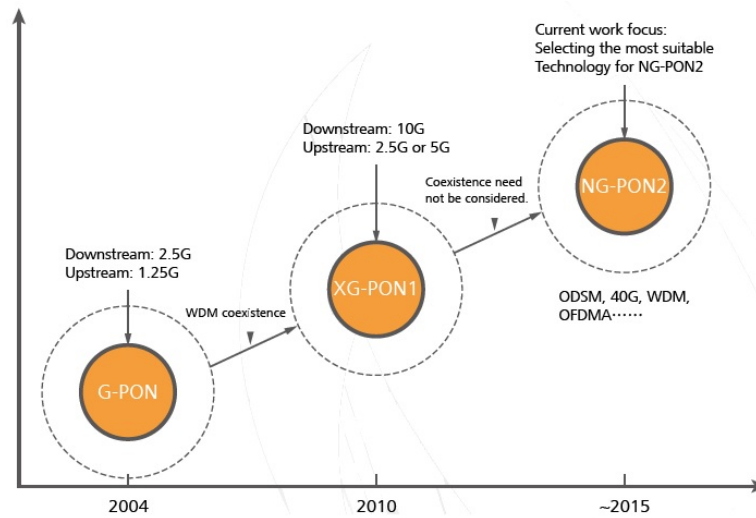 Current work focus:
Selecting the most suitable
Technology for NG-PON2
Downstream: 10G
Upstream: 2.5G or 5G
Coexistence need
not be considered.
NG-PON2
Downstream: 2.5G
Upstream: 1.25G
WDM coexistence
XG-PON1
ODSM, 40G, WDM,
OFDMA······
G-PON
2004
2010
~2015